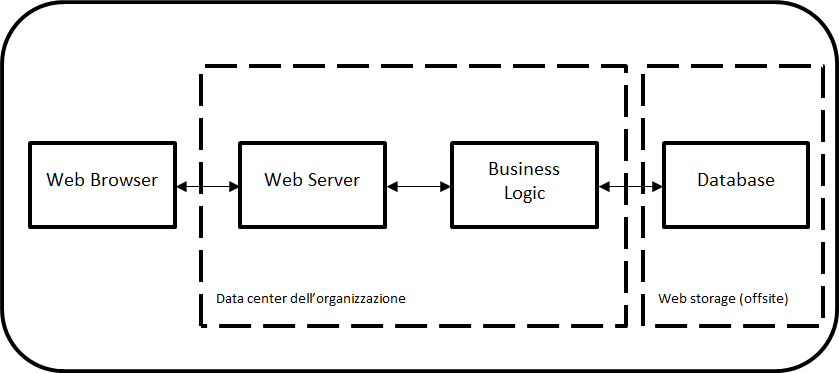 Web Browser
Web Server
Business
Logic
Database
Data center dell'organizzazione
Web storage (offsite)